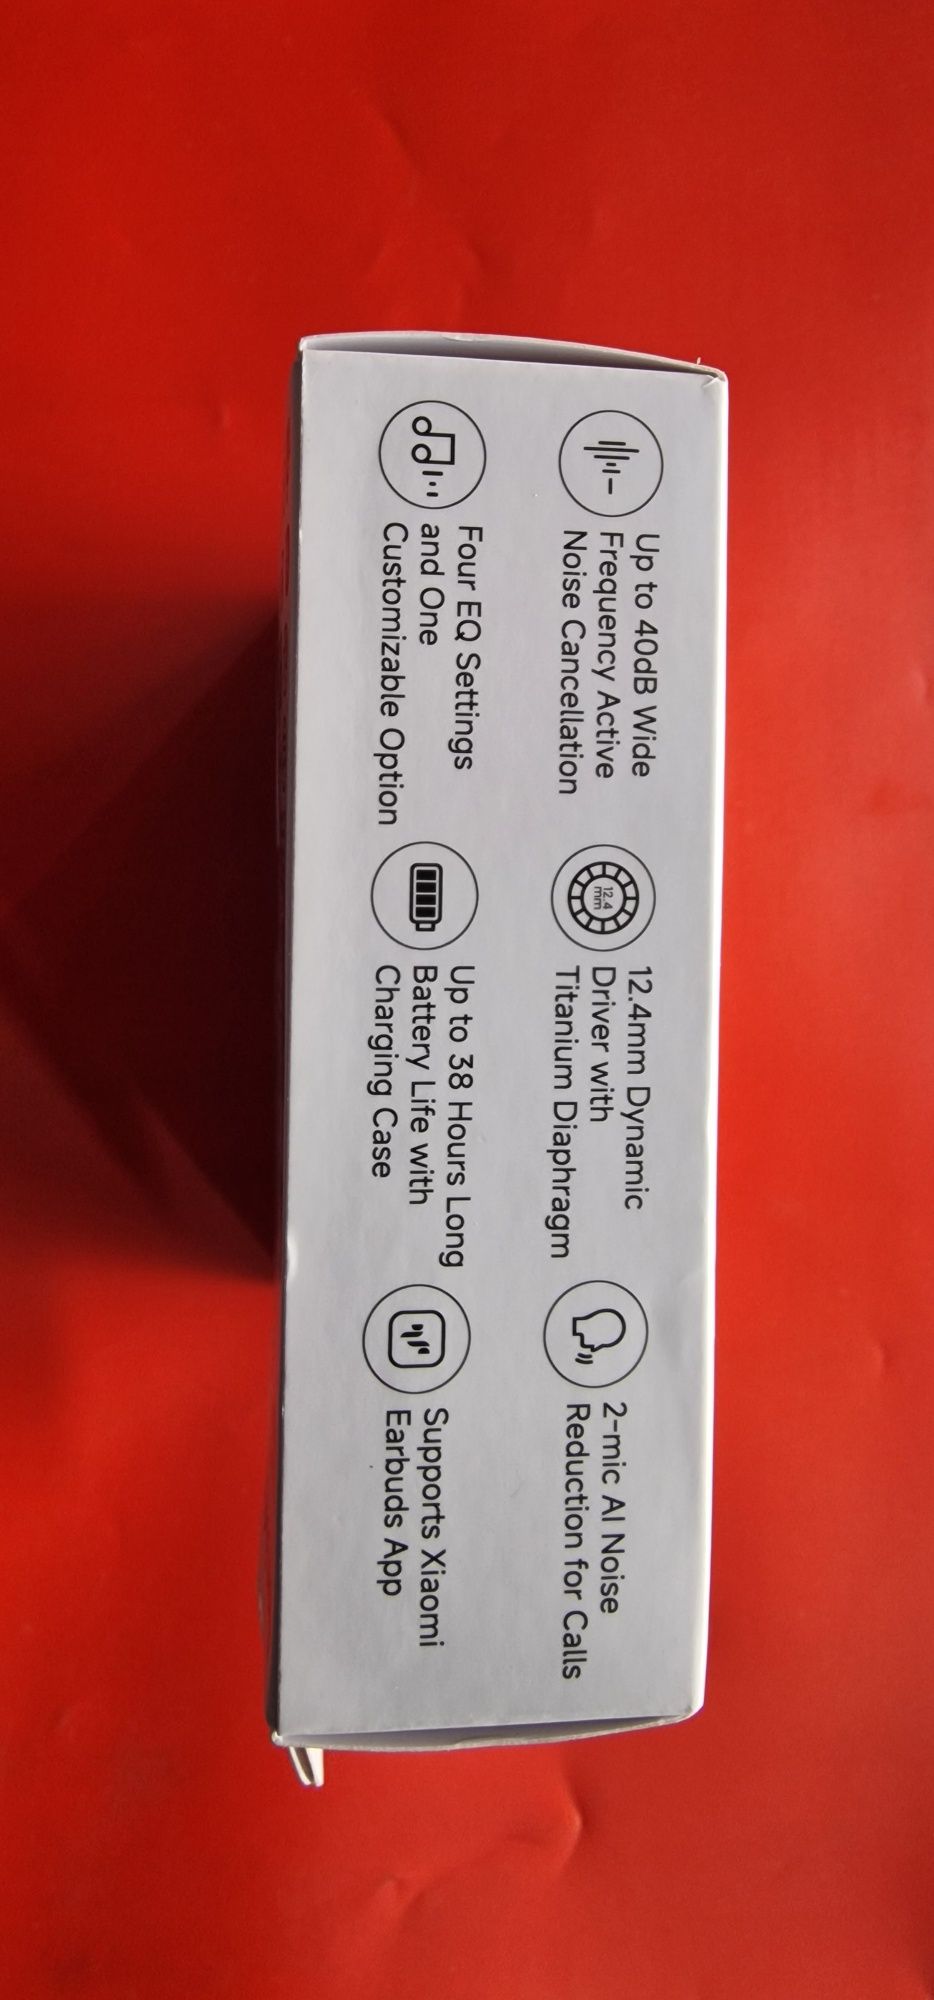 Up to 40dB Wide
Frequency Active
Noise Cancellation
12.4
mm
12.4mm Dynamic
Driver with
Titanium Diaphragm
2-mic AI Noise
Reduction for Calls
Four EQ Settings
and One
Customizable Option
Up to 38 Hours Long
Battery Life with
Charging Case
Supports Xiaomi
Earbuds App